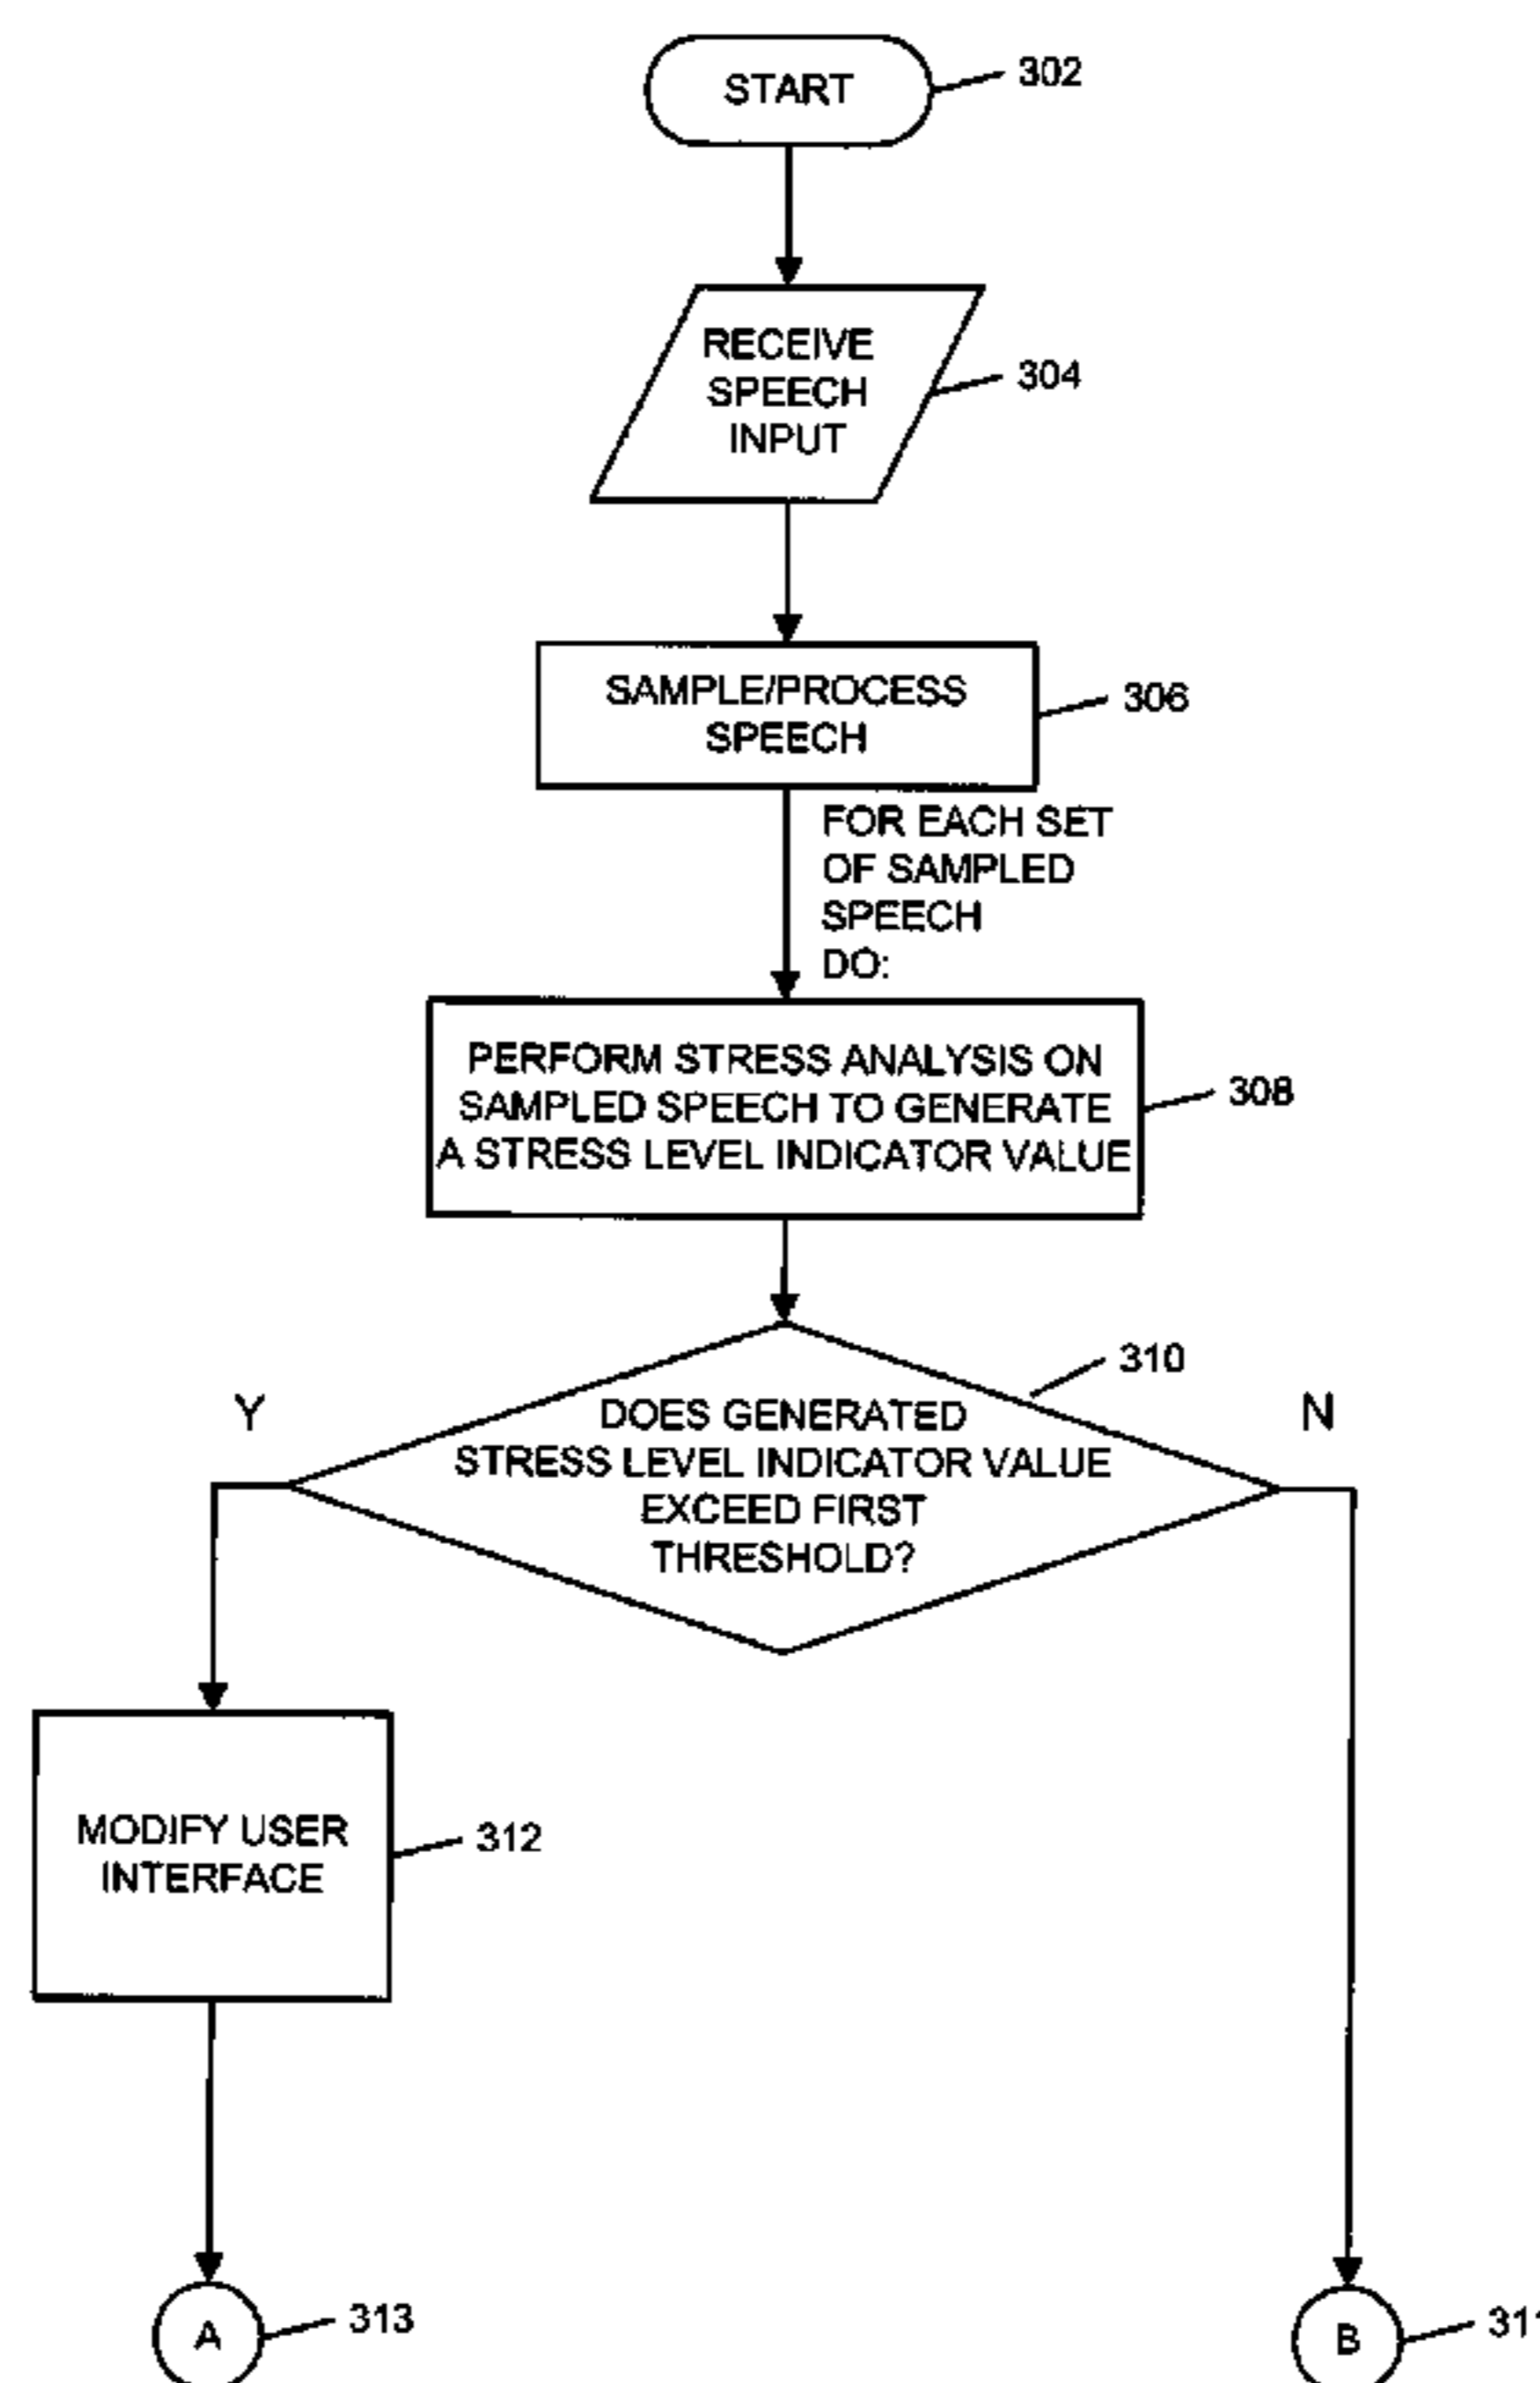 START
302
RECEIVE
SPEECH
INPUT
304
SAMPLE/PROCESS
SPEECH
306
FOR EACH SET
OF SAMPLED
SPEECH
DO:
PERFORM STRESS ANALYSIS ON
SAMPLED SPEECH TO GENERATE
A STRESS LEVEL INDICATOR VALUE
308
310
Y
N
DOES GENERATED
STRESS LEVEL INDICATOR VALUE
EXCEED FIRST
THRESHOLD?
MODIFY USER
INTERFACE
312
A
313
B
311